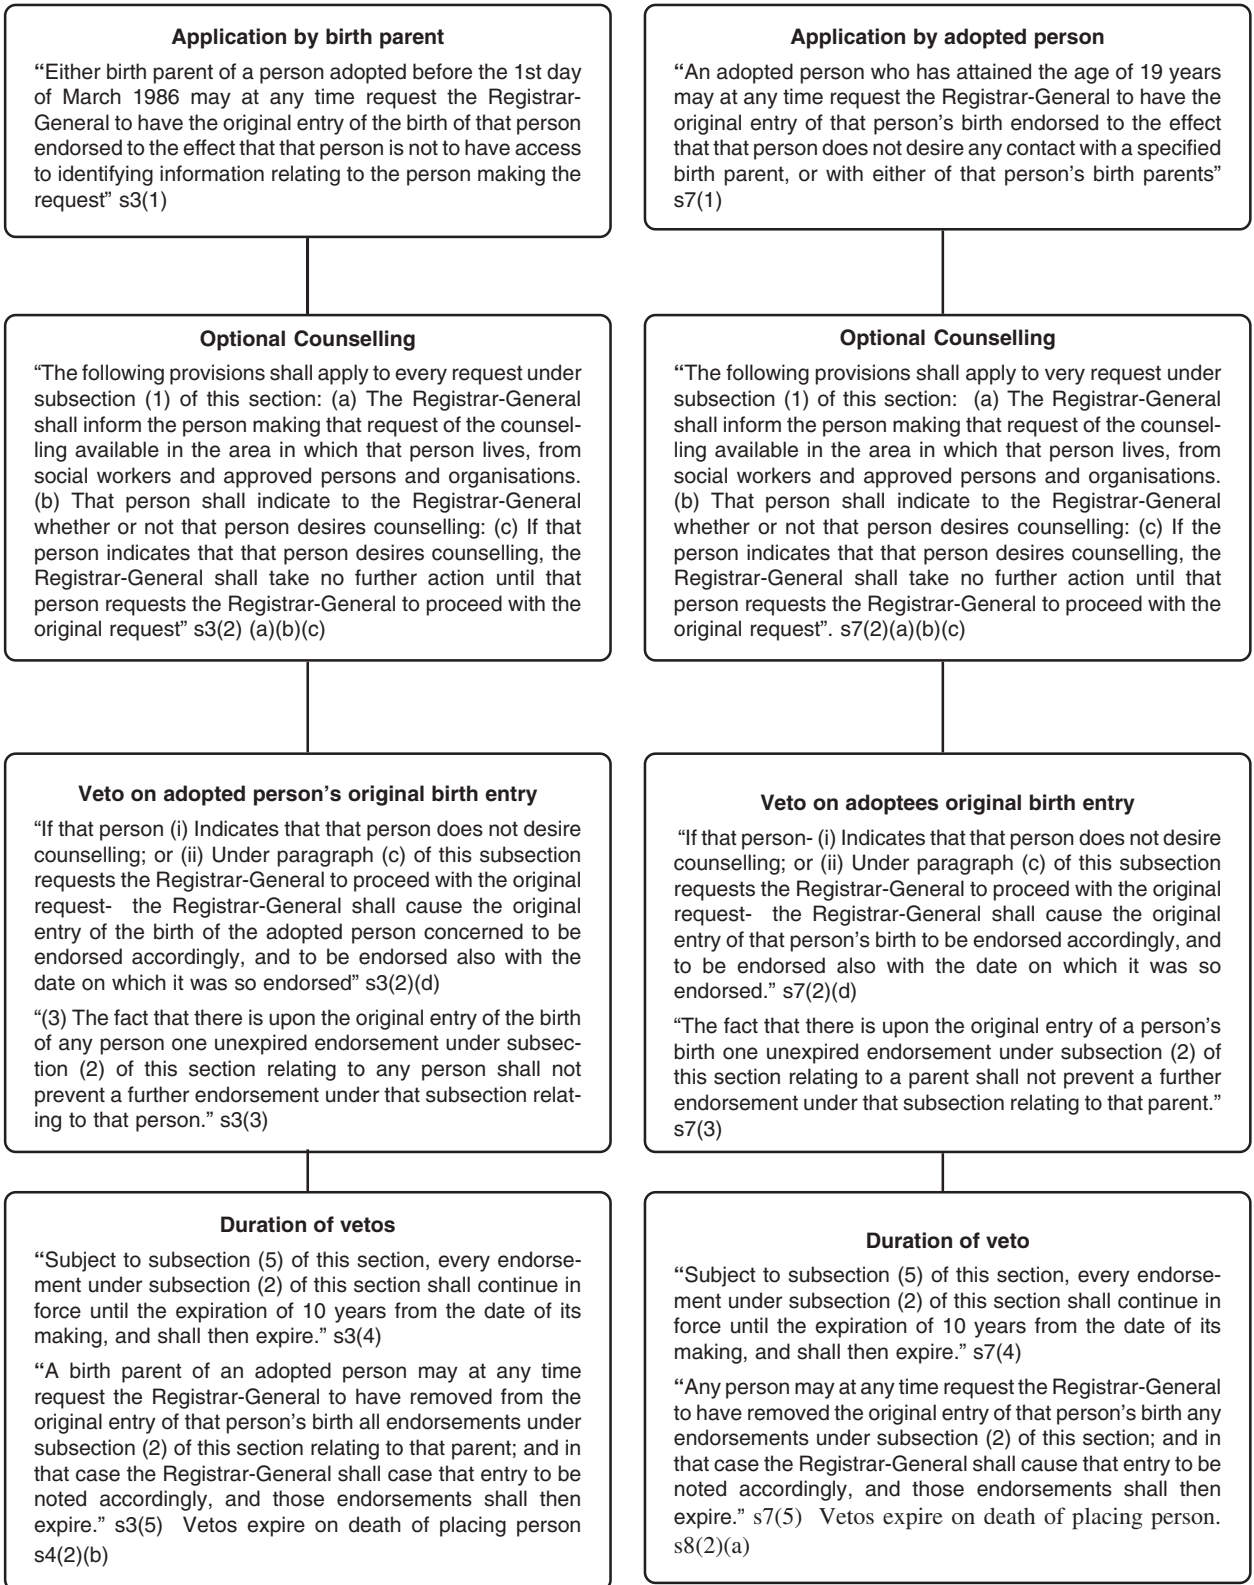 Application by birth parent
“Either birth parent of a person adopted before the 1st day
of March 1986 may at any time request the Registrar-
General to have the original entry of the birth of that person
endorsed to the effect that that person is not to have access
to identifying information relating to the person making the
request” s3(1)
Optional Counselling
“The following provisions shall apply to every request under
subsection (1) of this section: (a) The Registrar-General
shall inform the person making that request of the counsel-
ling available in the area in which that person lives, from
social workers and approved persons and organisations.
(b) That person shall indicate to the Registrar-General
whether or not that person desires counselling: (c) If that
person indicates that that person desires counselling, the
Registrar-General shall take no further action until that
person requests the Registrar-General to proceed with the
original request” s3(2) (a)(b)(c)
Veto on adopted person’s original birth entry
“If that person (i) Indicates that that person does not desire
counselling; or (ii) Under paragraph (c) of this subsection
requests the Registrar-General to proceed with the original
request- the Registrar-General shall cause the original
entry of the birth of the adopted person concerned to be
endorsed accordingly, and to be endorsed also with the
date on which it was so endorsed” s3(2)(d)
“(3) The fact that there is upon the original entry of the birth
of any person one unexpired endorsement under subsec-
tion (2) of this section relating to any person shall not
prevent a further endorsement under that subsection relat-
ing to that person.” s3(3)
Duration of vetos
“Subject to subsection (5) of this section, every endorse-
ment under subsection (2) of this section shall continue in
force until the expiration of 10 years from the date of its
making, and shall then expire.” s3(4)
“A birth parent of an adopted person may at any time
request the Registrar-General to have removed from the
original entry of that person’s birth all endorsements under
subsection (2) of this section relating to that parent; and in
that case the Registrar-General shall case that entry to be
noted accordingly, and those endorsements shall then
expire.” s3(5) Vetos expire on death of placing person
s4(2)(b)
Application by adopted person
“An adopted person who has attained the age of 19 years
may at any time request the Registrar-General to have the
original entry of that person’s birth endorsed to the effect
that that person does not desire any contact with a specified
birth parent, or with either of that person’s birth parents”
s7(1)
Optional Counselling
“The following provisions shall apply to very request under
subsection (1) of this section: (a) The Registrar-General
shall inform the person making that request of the counsel-
ling available in the area in which that person lives, from
social workers and approved persons and organisations.
(b) That person shall indicate to the Registrar-General
whether or not that person desires counselling: (c) If the
person indicates that that person desires counselling, the
Registrar-General shall take no further action until that
person requests the Registrar-General to proceed with the
original request”. s7(2)(a)(b)(c)
Veto on adoptees original birth entry
“If that person- (i) Indicates that that person does not desire
counselling; or (ii) Under paragraph (c) of this subsection
requests the Registrar-General to proceed with the original
request- the Registrar-General shall cause the original
entry of that person’s birth to be endorsed accordingly, and
to be endorsed also with the date on which it was so
endorsed.” s7(2)(d)
“The fact that there is upon the original entry of a person’s
birth one unexpired endorsement under subsection (2) of
this section relating to a parent shall not prevent a further
endorsement under that subsection relating to that parent.”
s7(3)
Duration of veto
“Subject to subsection (5) of this section, every endorse-
ment under subsection (2) of this section shall continue in
force until the expiration of 10 years from the date of its
making, and shall then expire.” s7(4)
“Any person may at any time request the Registrar-General
to have removed the original entry of that person’s birth any
endorsements under subsection (2) of this section; and in
that case the Registrar-General shall cause that entry to be
noted accordingly, and those endorsements shall then
expire.” s7(5) Vetos expire on death of placing person.
s8(2)(a)